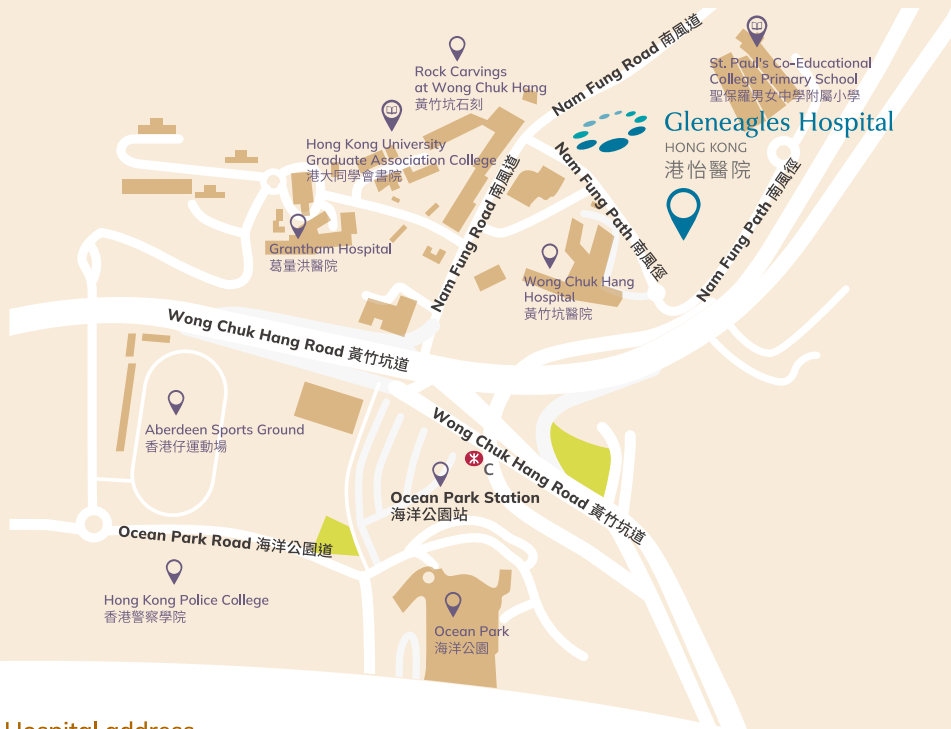 Nam Fung Road 南風道
Rock Carvings
at Wong Chuk Hang
黃竹坑石刻
St. Paul's Co-Educational
College Primary School
聖保羅男女中學附屬小學
Hong Kong University
Graduate Association College
港大同學會書院
Gleneagles Hospital
HONG KONG
港怡醫院
Nam Fung Path 南風徑
Nam Fung Road 南風道
Nam Fung Path 南風徑
Grantham Hospital
葛量洪醫院
Wong Chuk Hang
Hospital
黃竹坑醫院
Wong Chuk Hang Road 黃竹坑道
Aberdeen Sports Ground
香港仔運動場
Wong Chuk Hang Road 黃竹坑道
C
Ocean Park Station
海洋公園站
Ocean Park Road 海洋公園道
Hong Kong Police College
香港警察學院
Ocean Park
海洋公園
Hospital address